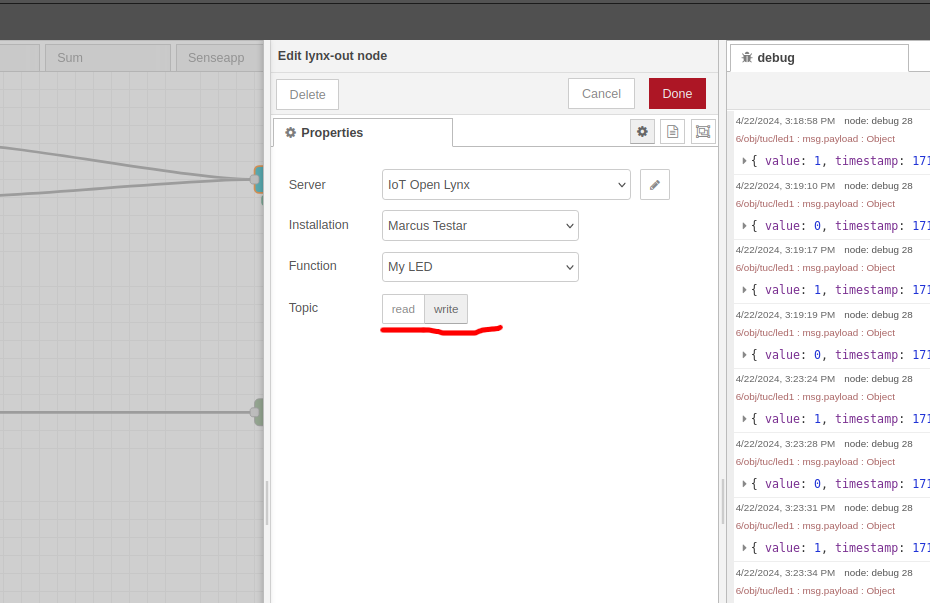 Sum
Senseapp
Edit lynx-out node
Delete
Cancel
Done
Properties
Server
IoT Open Lynx
Installation
Marcus Testar
Function
My LED
Topic
read
write
debug
4/22/2024, 3:18:58 PM node: debug 28
6/obj/tuc/led1 : msg.payload : Object
{ value: 1, timestamp: 171
4/22/2024, 3:19:10 PM node: debug 28
6/obj/tuc/led1 : msg.payload : Object
{ value: 0, timestamp: 171
4/22/2024, 3:19:17 PM node: debug 28
6/obj/tuc/led1 : msg.payload : Object
{ value: 1, timestamp: 171
4/22/2024, 3:19:19 PM node: debug 28
6/obj/tuc/led1 : msg.payload : Object
{ value: 0, timestamp: 171
4/22/2024, 3:23:24 PM node: debug 28
6/obj/tuc/led1 : msg.payload : Object
{ value: 1, timestamp: 171
4/22/2024, 3:23:28 PM node: debug 28
6/obj/tuc/led1 : msg.payload : Object
{ value: 0, timestamp: 171
4/22/2024, 3:23:31 PM node: debug 28
6/obj/tuc/led1 : msg.payload : Object
{ value: 1, timestamp: 171
4/22/2024, 3:23:34 PM node: debug 28
6/obj/tuc/led1 : msg.payload : Object